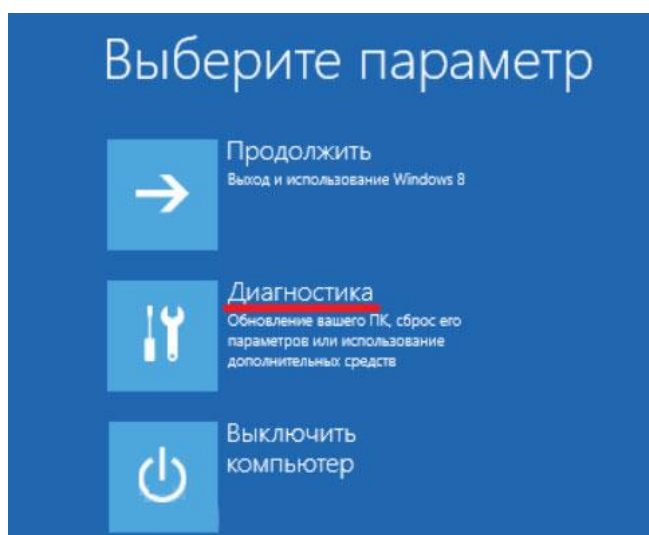 Выберите параметр
Продолжить
Выход и использование Windows 8
Диагностика
Обновление вашего ПК, сброс его
параметров или использование
дополнительных средств
Выключить
компьютер